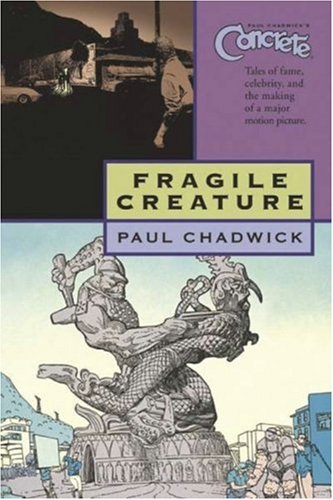 PAUL CHADWICK'S
Concrete
Tales of fame,
celebrity, and
the making
of a major
motion picture.
FRAGILE
CREATURE
PAUL CHADWICK